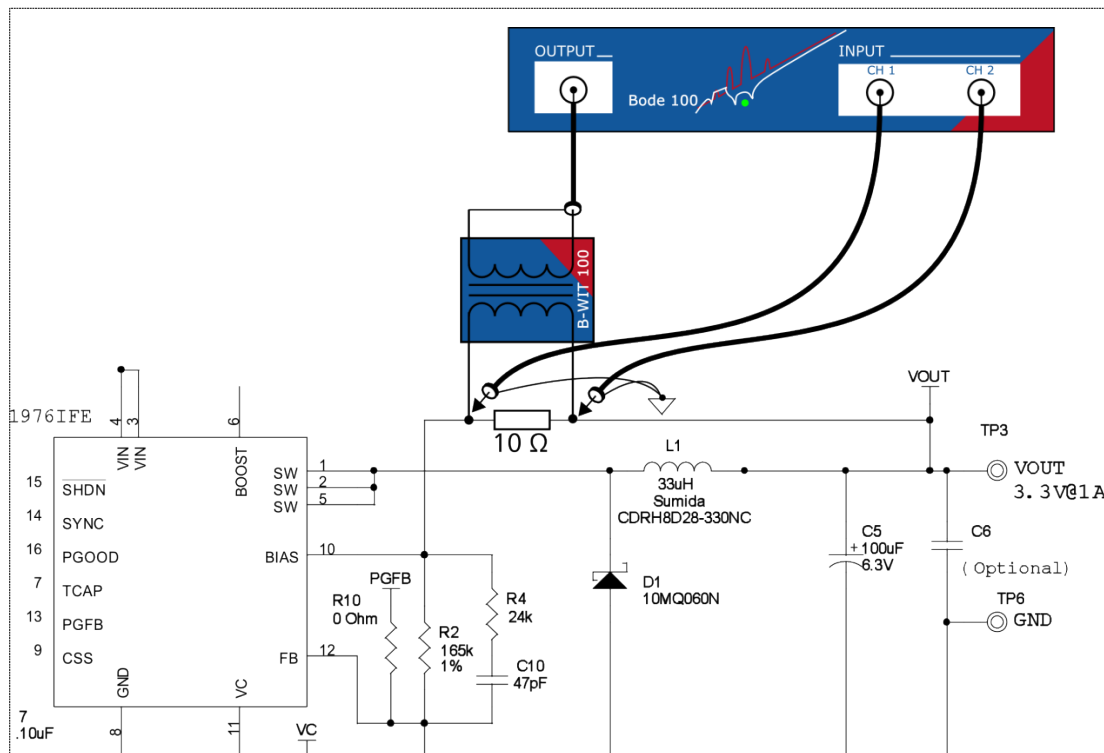 OUTPUT
INPUT
CH 1
CH 2
Bode 100
B-WIT 100
VOUT
1976IFE
4
3
6
10 Ω
TP3
VIN
VIN
BOOST
SW
1
L1
VOUT
3.3V@1A
15
SHDN
SW
2
33uH
SW
5
Sumida
CDRH8D28-330NC
14
SYNC
C5
+
100uF
6.3V
C6
16
PGOOD
BIAS
10
(Optional)
7
TCAP
PGFB
R4
24k
D1
10MQ060N
TP6
GND
R10
0 Ohm
13
PGFB
R2
165k
1%
9
CSS
FB
12
C10
47pF
GND
VC
7
.10uF
8
11
VC